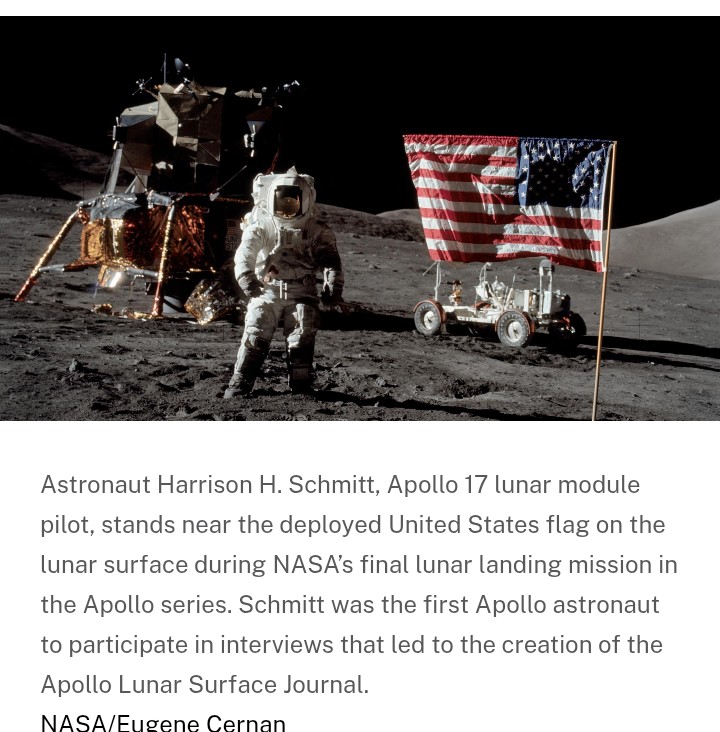 Astronaut Harrison H. Schmitt, Apollo 17 lunar module
pilot, stands near the deployed United States flag on the
lunar surface during NASA’s final lunar landing mission in
the Apollo series. Schmitt was the first Apollo astronaut
to participate in interviews that led to the creation of the
Apollo Lunar Surface Journal.
NASA/Eugene Cernan